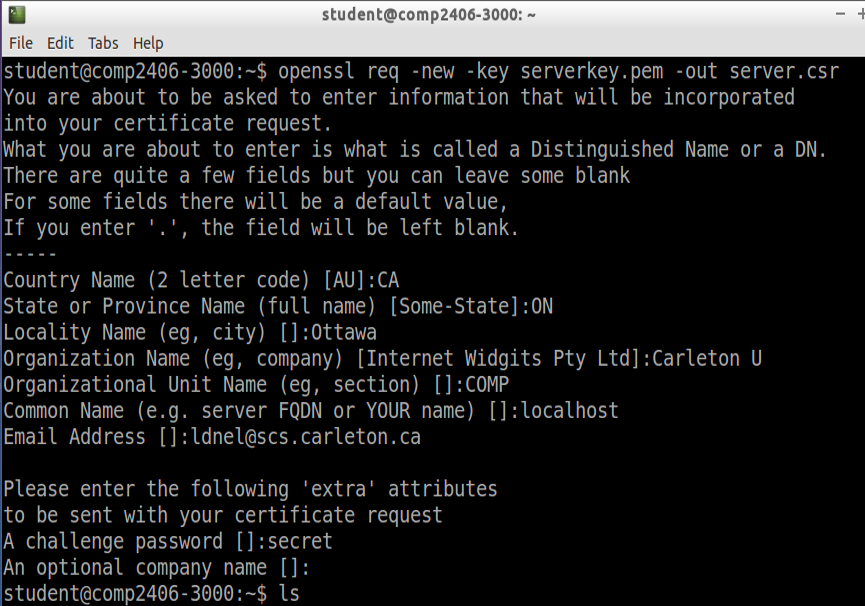 student@comp2406-3000: ~
File Edit Tabs Help
student@comp2406-3000:~$ openssl req -new -key serverkey.pem -out server.csr
You are about to be asked to enter information that will be incorporated
into your certificate request.
What you are about to enter is what is called a Distinguished Name or a DN.
There are quite a few fields but you can leave some blank
For some fields there will be a default value,
If you enter '.', the field will be left blank.
-----
Country Name (2 letter code) [AU]:CA
State or Province Name (full name) [Some-State]:ON
Locality Name (eg, city) []:Ottawa
Organization Name (eg, company) [Internet Widgits Pty Ltd]:Carleton U
Organizational Unit Name (eg, section) []:COMP
Common Name (e.g. server FQDN or YOUR name) []:localhost
Email Address []:ldnel@scs.carleton.ca

Please enter the following 'extra' attributes
to be sent with your certificate request
A challenge password []:secret
An optional company name []:
student@comp2406-3000:~$ ls